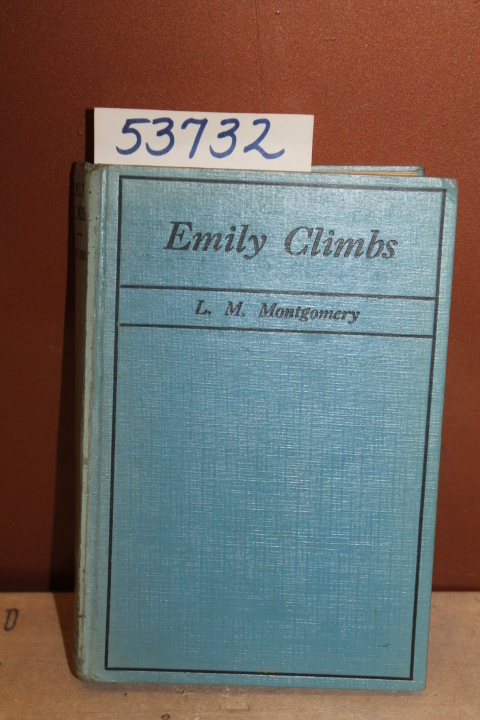 53732
Emily Climbs
L. M. Montgomery
D